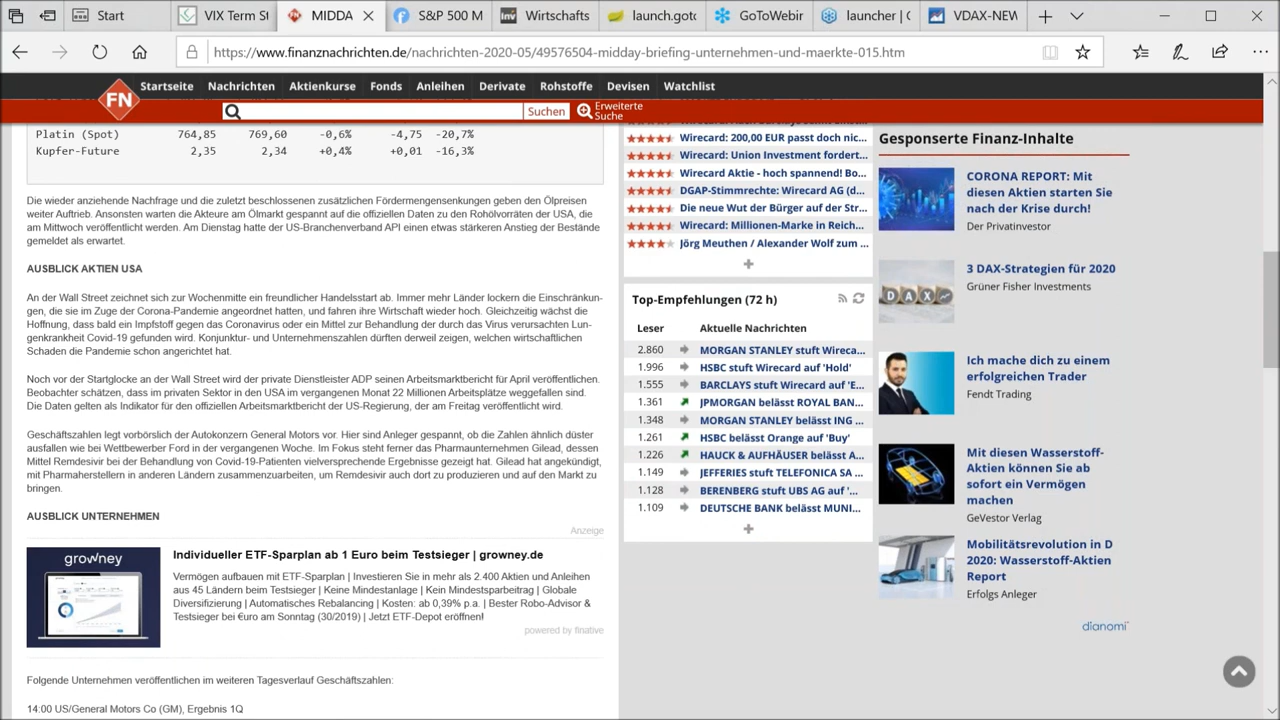 Start
VIX Term St
MIDDA
S&P 500 M
Wirtschafts
launch.goto
GoToWebir
launcher | G
VDAX-NEW
https://www.finanznachrichten.de/nachrichten-2020-05/49576504-midday-briefing-unternehmen-und-maerkte-015.htm
FN
Startseite Nachrichten Aktienkurse Fonds Anleihen Derivate Rohstoffe Devisen Watchlist
Suchen
Erweiterte
Suche
Platin (Spot) 764,85 769,60 -0,6% -4,75 -20,7%
Kupfer-Future 2,35 2,34 +0,4% +0,01 -16,3%
Die wieder anziehende Nachfrage und die zuletzt beschlossenen zusätzlichen Fördermengensenkungen geben den Ölpreisen
weiter Auftrieb. Ansonsten warten die Akteure am Ölmarkt gespannt auf die offiziellen Daten zu den Rohölvorräten der USA, die
am Mittwoch veröffentlicht werden. Am Dienstag hatte der US-Branchenverband API einen etwas stärkeren Anstieg der Bestände
gemeldet als erwartet.
AUSBLICK AKTIEN USA
An der Wall Street zeichnet sich zur Wochenmitte ein freundlicher Handelsstart ab. Immer mehr Länder lockern die Einschränkun-
gen, die sie im Zuge der Corona-Pandemie angeordnet hatten, und fahren ihre Wirtschaft wieder hoch. Gleichzeitig wächst die
Hoffnung, dass bald ein Impfstoff gegen das Coronavirus oder ein Mittel zur Behandlung der durch das Virus verursachten Lun-
genkrankheit Covid-19 gefunden wird. Konjunktur- und Unternehmenszahlen dürften derweil zeigen, welchen wirtschaftlichen
Schaden die Pandemie schon angerichtet hat.
Noch vor der Startglocke an der Wall Street wird der private Dienstleister ADP seinen Arbeitsmarktbericht für April veröffentlichen.
Beobachter schätzen, dass im privaten Sektor in den USA im vergangenen Monat 22 Millionen Arbeitsplätze weggefallen sind.
Die Daten gelten als Indikator für den offiziellen Arbeitsmarktbericht der US-Regierung, der am Freitag veröffentlicht wird.
Geschäftszahlen legt vorbörslich der Autokonzern General Motors vor. Hier sind Anleger gespannt, ob die Zahlen ähnlich düster
ausfallen wie bei Wettbewerber Ford in der vergangenen Woche. Im Fokus steht ferner das Pharmaunternehmen Gilead, dessen
Mittel Remdesivir bei der Behandlung von Covid-19-Patienten vielversprechende Ergebnisse gezeigt hat. Gilead hat angekündigt,
mit Pharmaherstellern in anderen Ländern zusammenzuarbeiten, um Remdesivir auch dort zu produzieren und auf den Markt zu
bringen.
AUSBLICK UNTERNEHMEN
Anzeige
growney
Individueller ETF-Sparplan ab 1 Euro beim Testsieger | growney.de
Vermögen aufbauen mit ETF-Sparplan | Investieren Sie in mehr als 2.400 Aktien und Anleihen
aus 45 Ländern beim Testsieger | Keine Mindestanlage | Kein Mindestsparbeitrag | Globale
Diversifizierung | Automatisches Rebalancing | Kosten: ab 0,39% p.a. | Bester Robo-Advisor &
Testsieger bei €uro am Sonntag (30/2019) | Jetzt ETF-Depot eröffnen!
powered by finative
Folgende Unternehmen veröffentlichen im weiteren Tagesverlauf Geschäftszahlen:
14:00 US/General Motors Co (GM), Ergebnis 1Q
Wirecard: 200,00 EUR passt doch nic...
Wirecard: Union Investment fordert...
Wirecard Aktie - hoch spannend! Bo...
DGAP-Stimmrechte: Wirecard AG (d...
Die neue Wut der Bürger auf der Str...
Wirecard: Millionen-Marke in Reich...
Jörg Meuthen / Alexander Wolf zum ...
Top-Empfehlungen (72 h)
Leser Aktuelle Nachrichten
2.860 MORGAN STANLEY stuft Wireca...
1.996 HSBC stuft Wirecard auf 'Hold'
1.555 BARCLAYS stuft Wirecard auf 'E...
1.361 JPMORGAN belässt ROYAL BAN...
1.348 MORGAN STANLEY belässt ING ...
1.261 HSBC belässt Orange auf 'Buy'
1.226 HAUCK & AUFHÄUSER belässt A...
1.149 JEFFERIES stuft TELEFONICA SA ...
1.128 BERENBERG stuft UBS AG auf '...
1.109 DEUTSCHE BANK belässt MUNI...
Gesponserte Finanz-Inhalte
CORONA REPORT: Mit
diesen Aktien starten Sie
nach der Krise durch!
Der Privatinvestor
DAX
3 DAX-Strategien für 2020
Grüner Fisher Investments
Ich mache dich zu einem
erfolgreichen Trader
Fendt Trading
Mit diesen Wasserstoff-
Aktien können Sie ab
sofort ein Vermögen
machen
GeVestor Verlag
Mobilitätsrevolution in D
2020: Wasserstoff-Aktien
Report
Erfolgs Anleger
dianomi